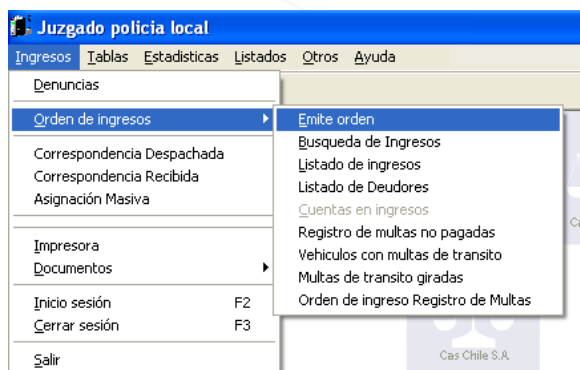 Juzgado policia local
Ingresos Tablas Estadisticas Listados Otros Ayuda
Denuncias
Orden de ingresos
Correspondencia Despachada
Correspondencia Recibida
Asignación Masiva
Impresora
Documentos
Inicio sesión F2
Cerrar sesión F3
Salir
Emite orden
Busqueda de Ingresos
Listado de ingresos
Listado de Deudores
Cuentas en ingresos
Registro de multas no pagadas
Vehiculos con multas de transito
Multas de transito giradas
Orden de ingreso Registro de Multas
Cas Chile S.A.